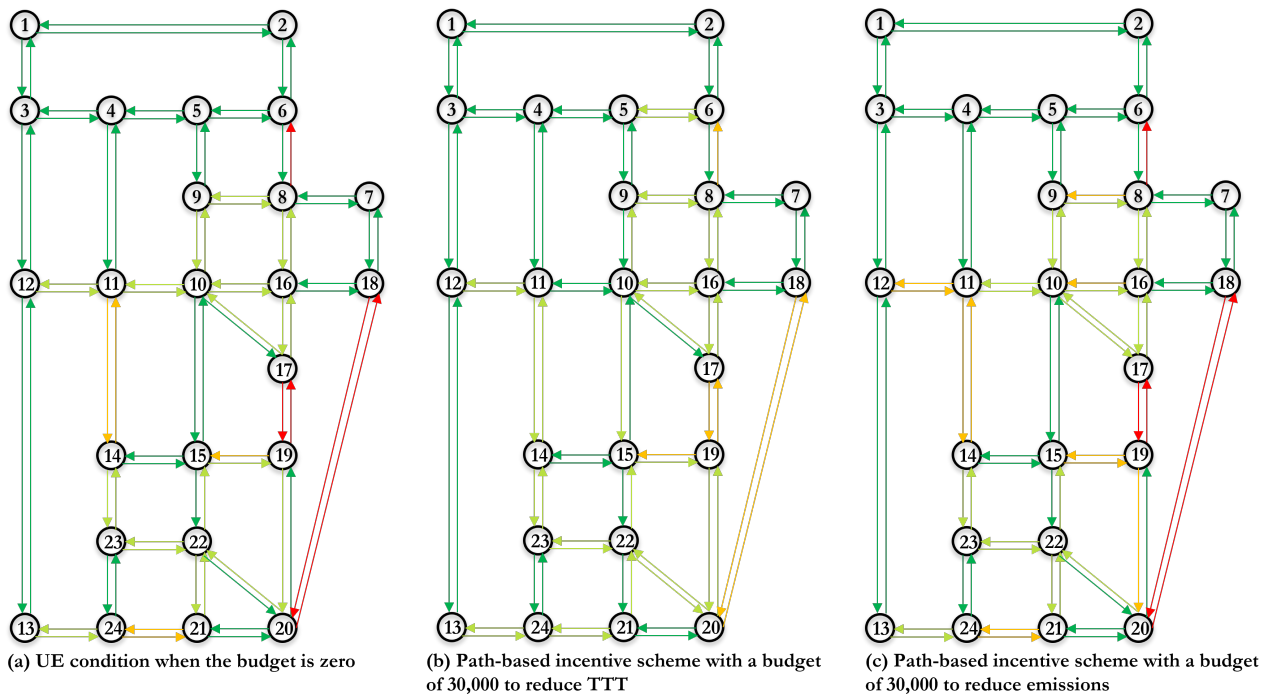 1 2 1 2 1 2
3 4 5 6 3 4 5 6 3 4 5 6
9 8 7 9 8 7 9 8 7
12 11 10 16 18 12 11 10 16 18 12 11 10 16 18
17 17 17
14 15 19 14 15 19 14 15 19
23 22 23 22 23 22
13 24 21 20 13 24 21 20 13 24 21 20
(a) UE condition when the budget is zero
(b) Path-based incentive scheme with a budget
of 30,000 to reduce TTT
(c) Path-based incentive scheme with a budget
of 30,000 to reduce emissions